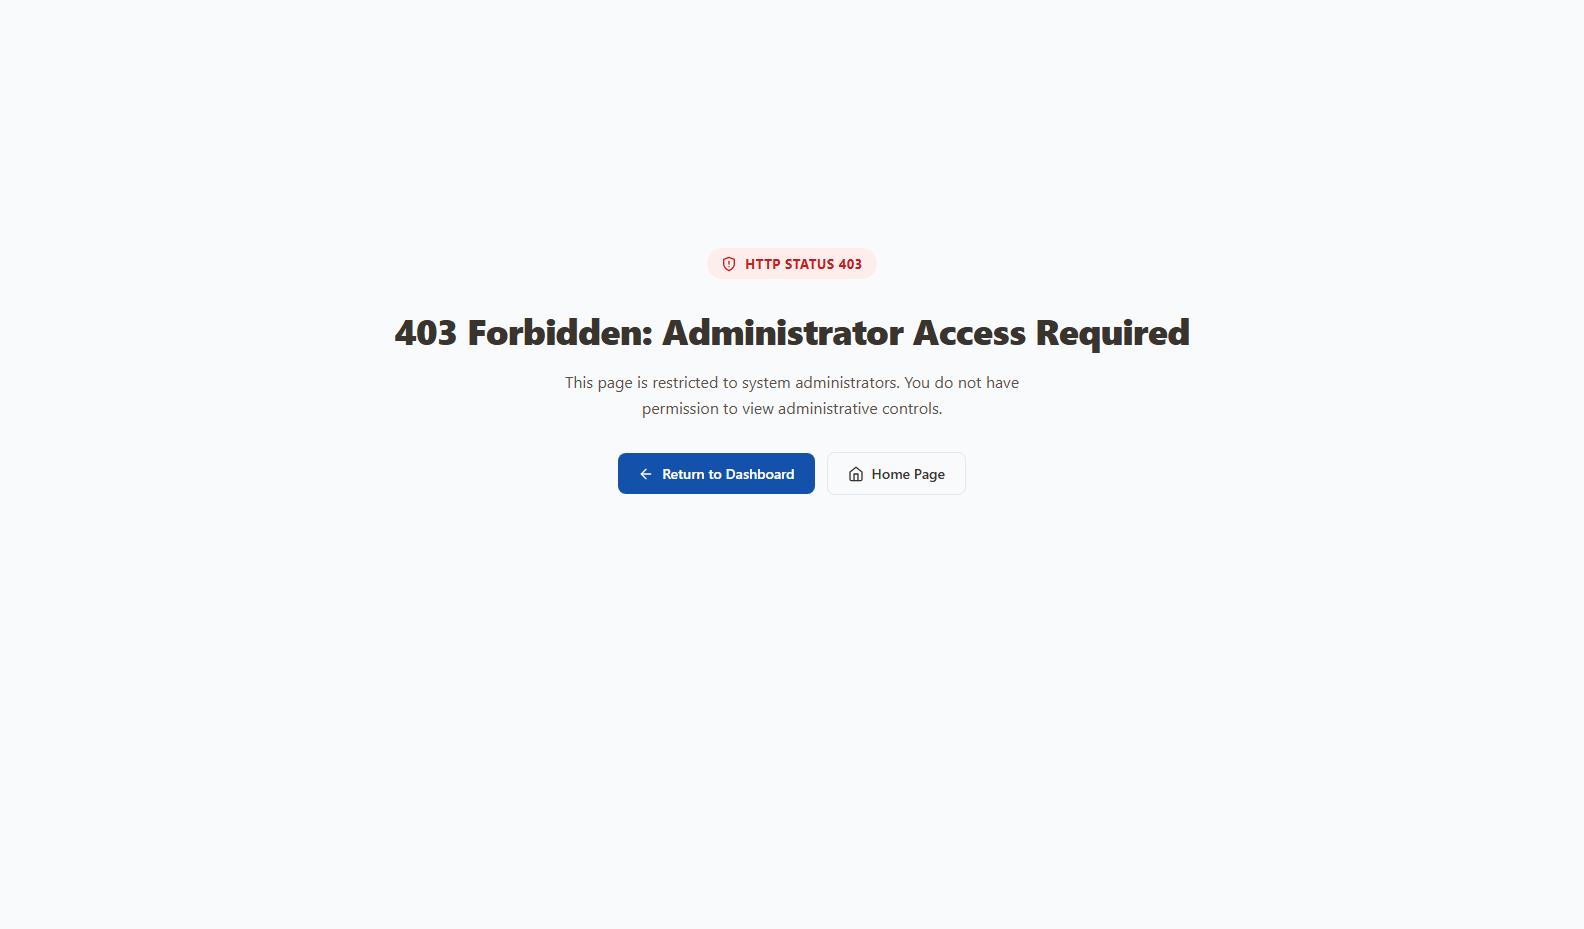 HTTP STATUS 403
403 Forbidden: Administrator Access Required
This page is restricted to system administrators. You do not have
permission to view administrative controls.
Return to Dashboard
Home Page